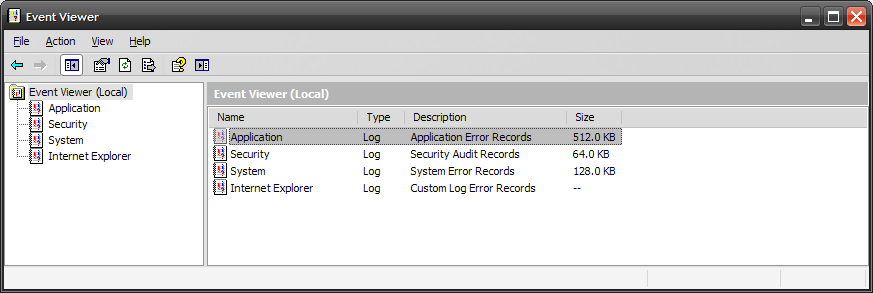 Event Viewer
File Action View Help
Event Viewer (Local)
Application
Security
System
Internet Explorer
Event Viewer (Local)
Name Type Description Size
Application Log Application Error Records 512.0 KB
Security Log Security Audit Records 64.0 KB
System Log System Error Records 128.0 KB
Internet Explorer Log Custom Log Error Records --